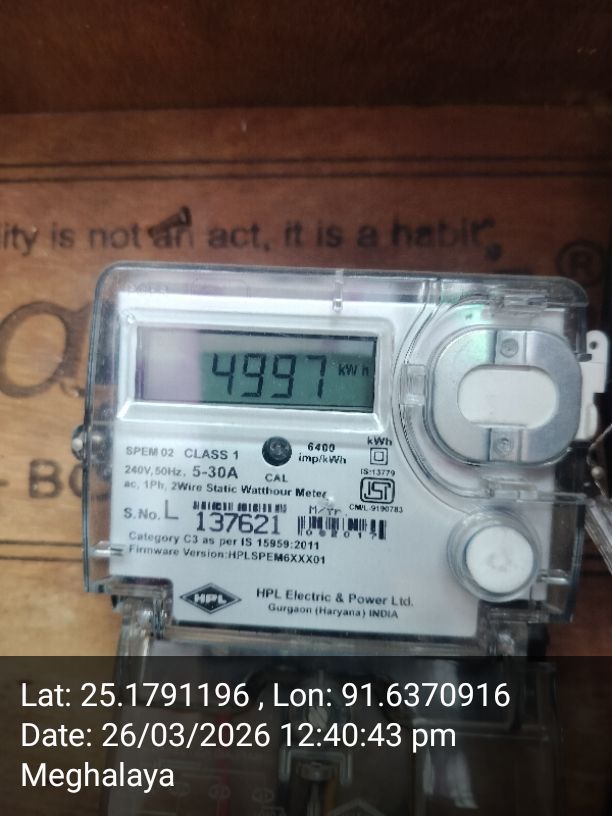 ity is not an act, it is a habit,
®
4997 kWh
SPEM 02 CLASS 1
240V, 50Hz, 5-30A
ac, 1Ph, 2Wire Static Watthour Meter
CAL
6400
imp/kWh
kWh
IS:13779
ISI
CM/L-9190783
S.No. L 137621
M/Yr.
062017
Category C3 as per IS 15959:2011
Firmware Version:HPLSPEM6XXX01
HPL
HPL Electric & Power Ltd.
Gurgaon (Haryana) INDIA
Lat: 25.1791196 , Lon: 91.6370916
Date: 26/03/2026 12:40:43 pm
Meghalaya